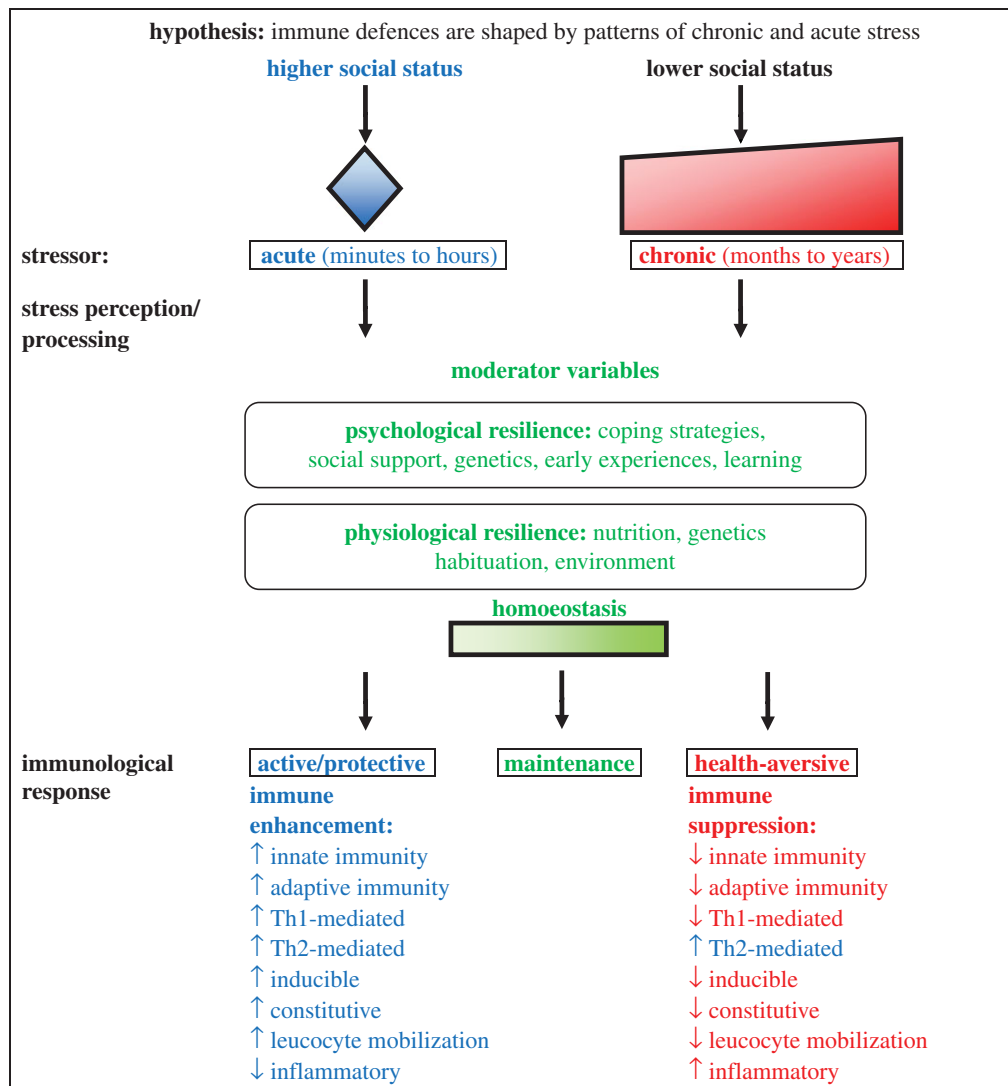 hypothesis: immune defences are shaped by patterns of chronic and acute stress
higher social status
lower social status
stressor:
acute (minutes to hours)
chronic (months to years)
stress perception/
processing
moderator variables
psychological resilience: coping strategies,
social support, genetics, early experiences, learning
physiological resilience: nutrition, genetics
habituation, environment
homoeostasis
immunological
response
active/protective
immune
enhancement:
↑ innate immunity
↑ adaptive immunity
↑ Th1-mediated
↑ Th2-mediated
↑ inducible
↑ constitutive
↑ leucocyte mobilization
↓ inflammatory
maintenance
health-aversive
immune
suppression:
↓ innate immunity
↓ adaptive immunity
↓ Th1-mediated
↑ Th2-mediated
↓ inducible
↓ constitutive
↓ leucocyte mobilization
↑ inflammatory